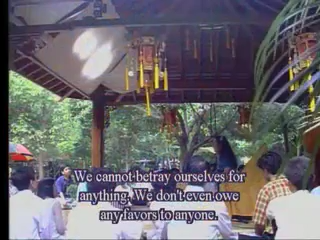 We cannot betray ourselves for
anything. We don't even owe
any favors to anyone.